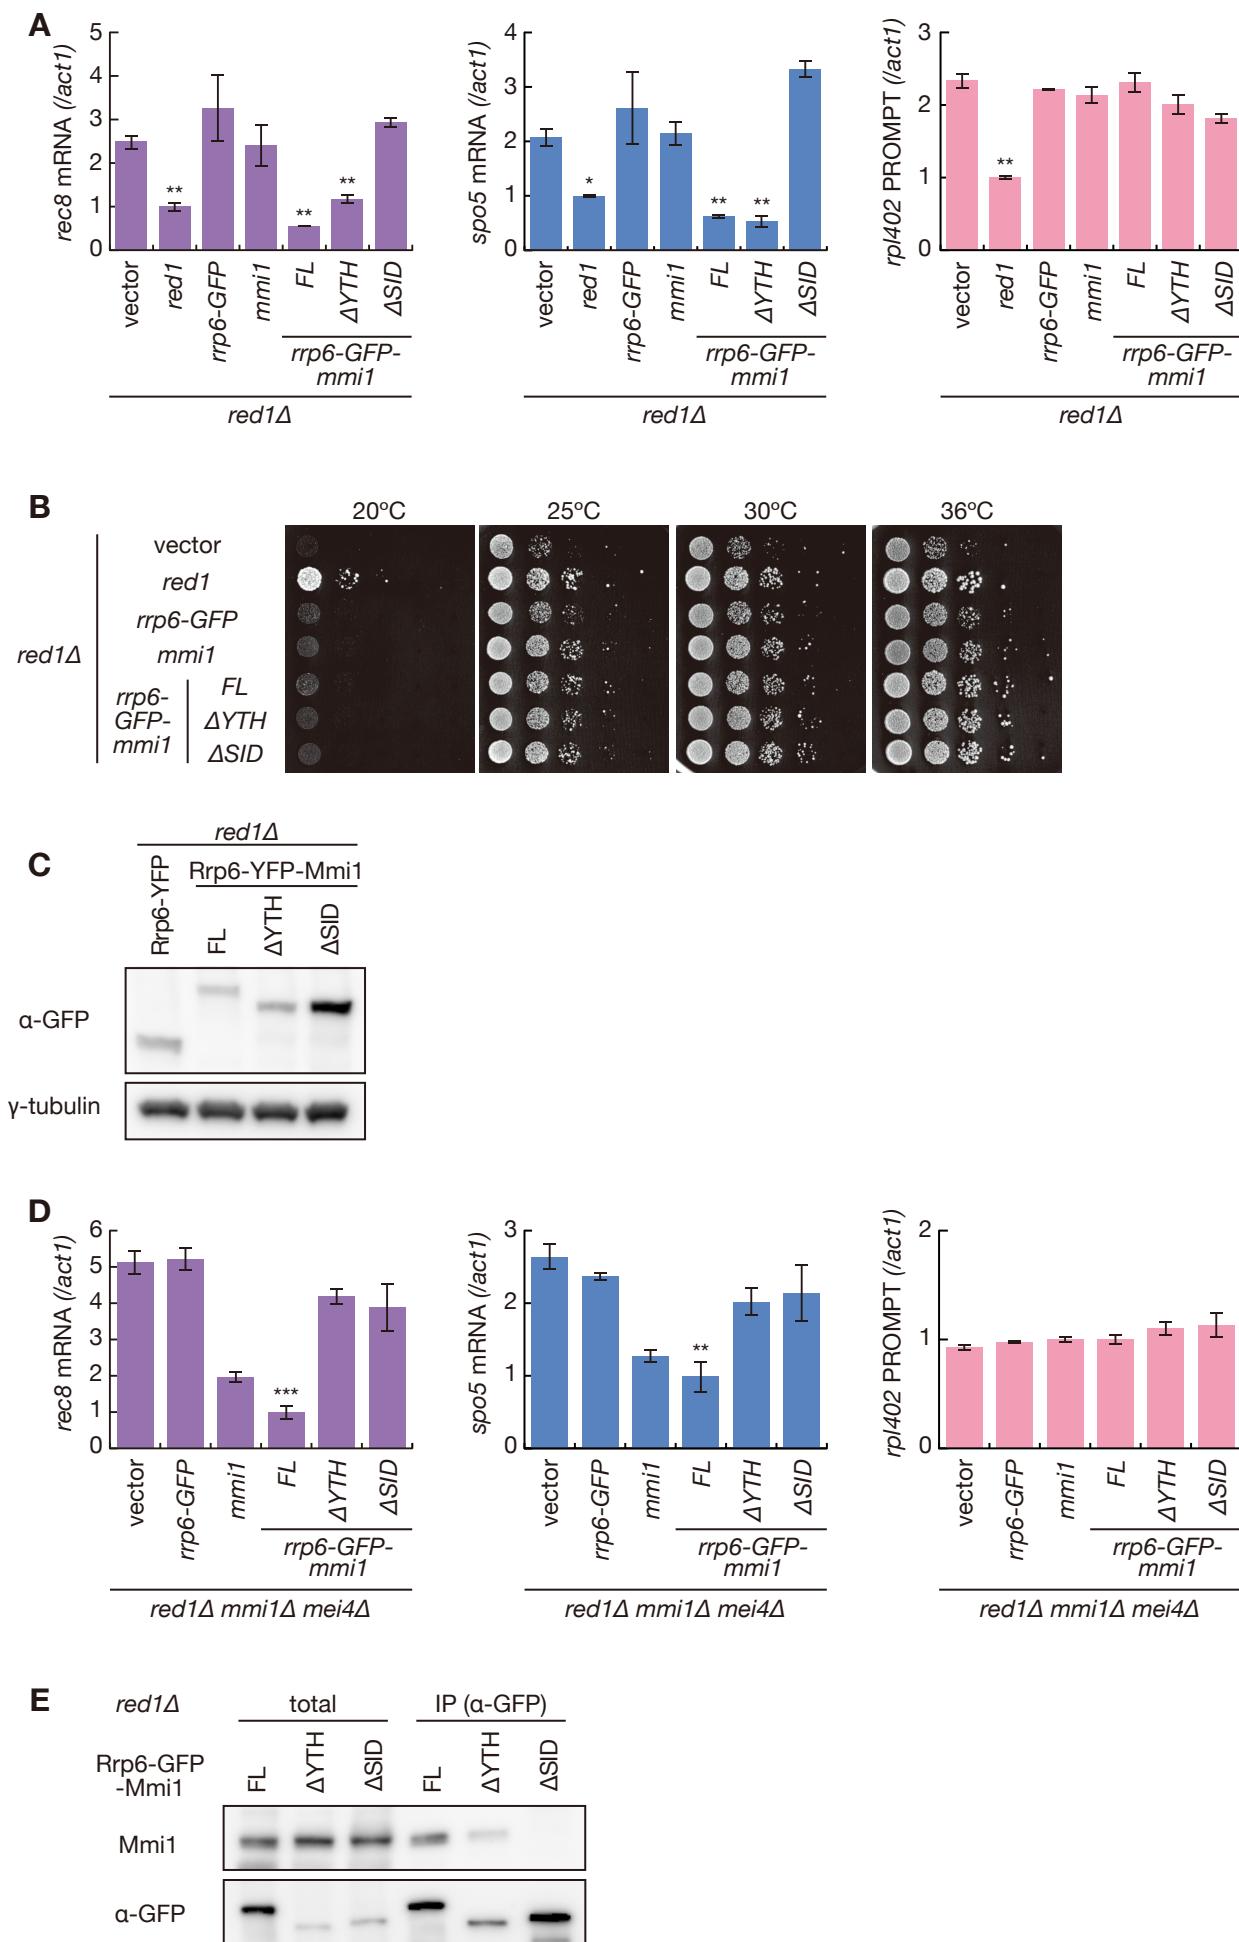 A
rec8 mRNA (/act1)
5
4
3
2
1
0
**
**
**
vector
red1
rrp6-GFP
mmi1
FL
ΔYTH
ΔSID
rrp6-GFP-
mmi1
red1Δ
spo5 mRNA (/act1)
4
3
2
1
0
*
**
**
vector
red1
rrp6-GFP
mmi1
FL
ΔYTH
ΔSID
rrp6-GFP-
mmi1
red1Δ
rpl402 PROMPT (/act1)
3
2
1
0
**
vector
red1
rrp6-GFP
mmi1
FL
ΔYTH
ΔSID
rrp6-GFP-
mmi1
red1Δ
B
20°C 25°C 30°C 36°C
red1Δ
vector
red1
rrp6-GFP
mmi1
rrp6-
GFP-
mmi1
FL
ΔYTH
ΔSID
C
red1Δ
Rrp6-YFP
Rrp6-YFP-Mmi1
FL
ΔYTH
ΔSID
α-GFP
γ-tubulin
D
rec8 mRNA (/act1)
6
5
4
3
2
1
0
***
vector
rrp6-GFP
mmi1
FL
ΔYTH
ΔSID
rrp6-GFP-
mmi1
red1Δ mmi1Δ mei4Δ
spo5 mRNA (/act1)
3
2
1
0
**
vector
rrp6-GFP
mmi1
FL
ΔYTH
ΔSID
rrp6-GFP-
mmi1
red1Δ mmi1Δ mei4Δ
rpl402 PROMPT (/act1)
2
1
0
vector
rrp6-GFP
mmi1
FL
ΔYTH
ΔSID
rrp6-GFP-
mmi1
red1Δ mmi1Δ mei4Δ
E
red1Δ total IP (α-GFP)
Rrp6-GFP
-Mmi1
FL
ΔYTH
ΔSID
FL
ΔYTH
ΔSID
Mmi1
α-GFP